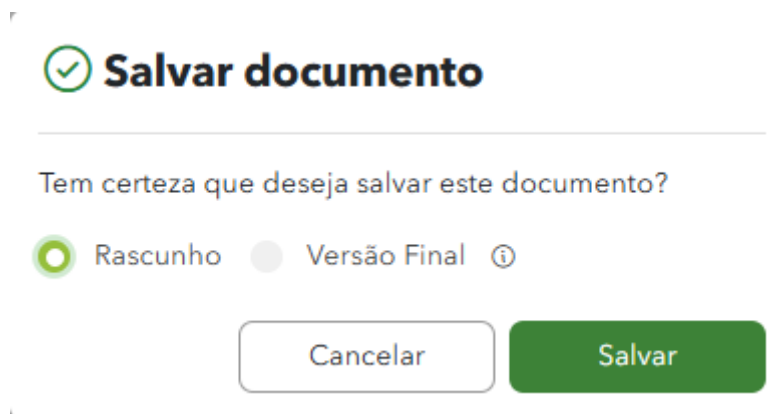 Salvar documento
Tem certeza que deseja salvar este documento?
Rascunho Versão Final
Cancelar Salvar